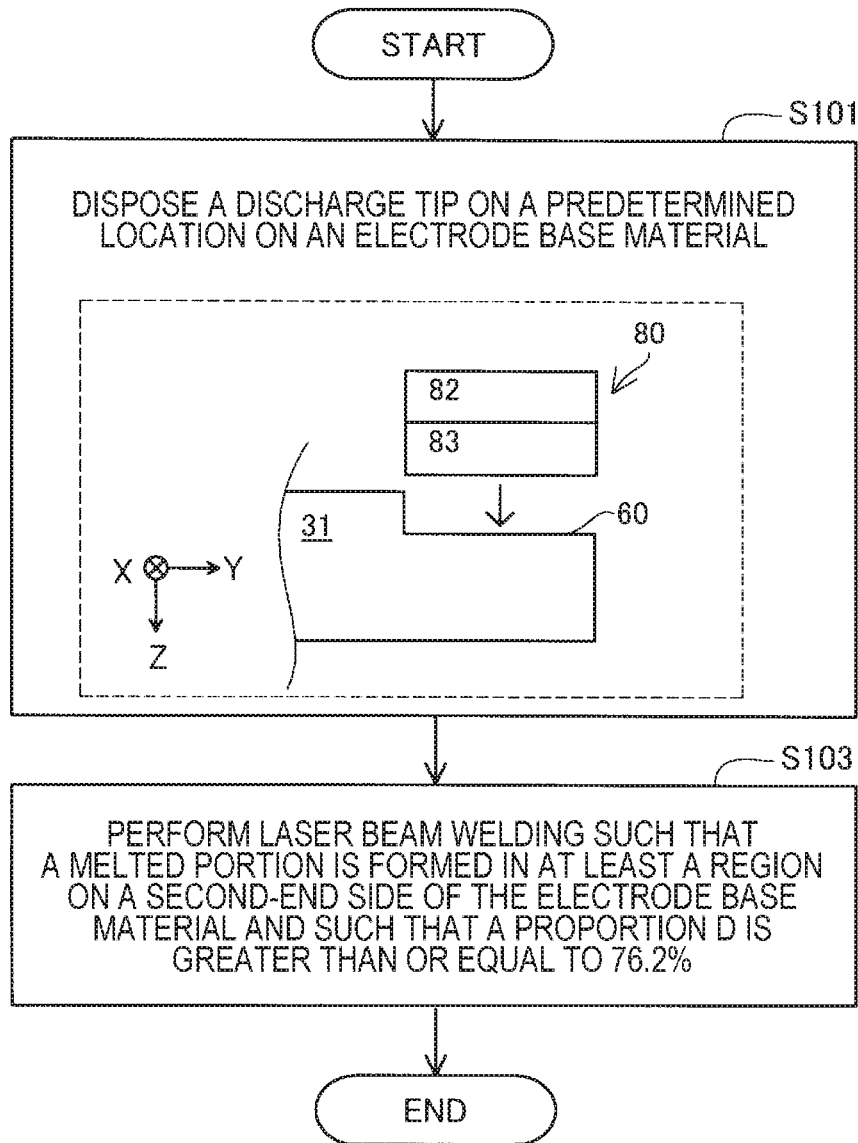 START
S101
DISPOSE A DISCHARGE TIP ON A PREDETERMINED
LOCATION ON AN ELECTRODE BASE MATERIAL
80
82
83
60
31
X
Y
Z
S103
PERFORM LASER BEAM WELDING SUCH THAT
A MELTED PORTION IS FORMED IN AT LEAST A REGION
ON A SECOND-END SIDE OF THE ELECTRODE BASE
MATERIAL AND SUCH THAT A PROPORTION D IS
GREATER THAN OR EQUAL TO 76.2%
END